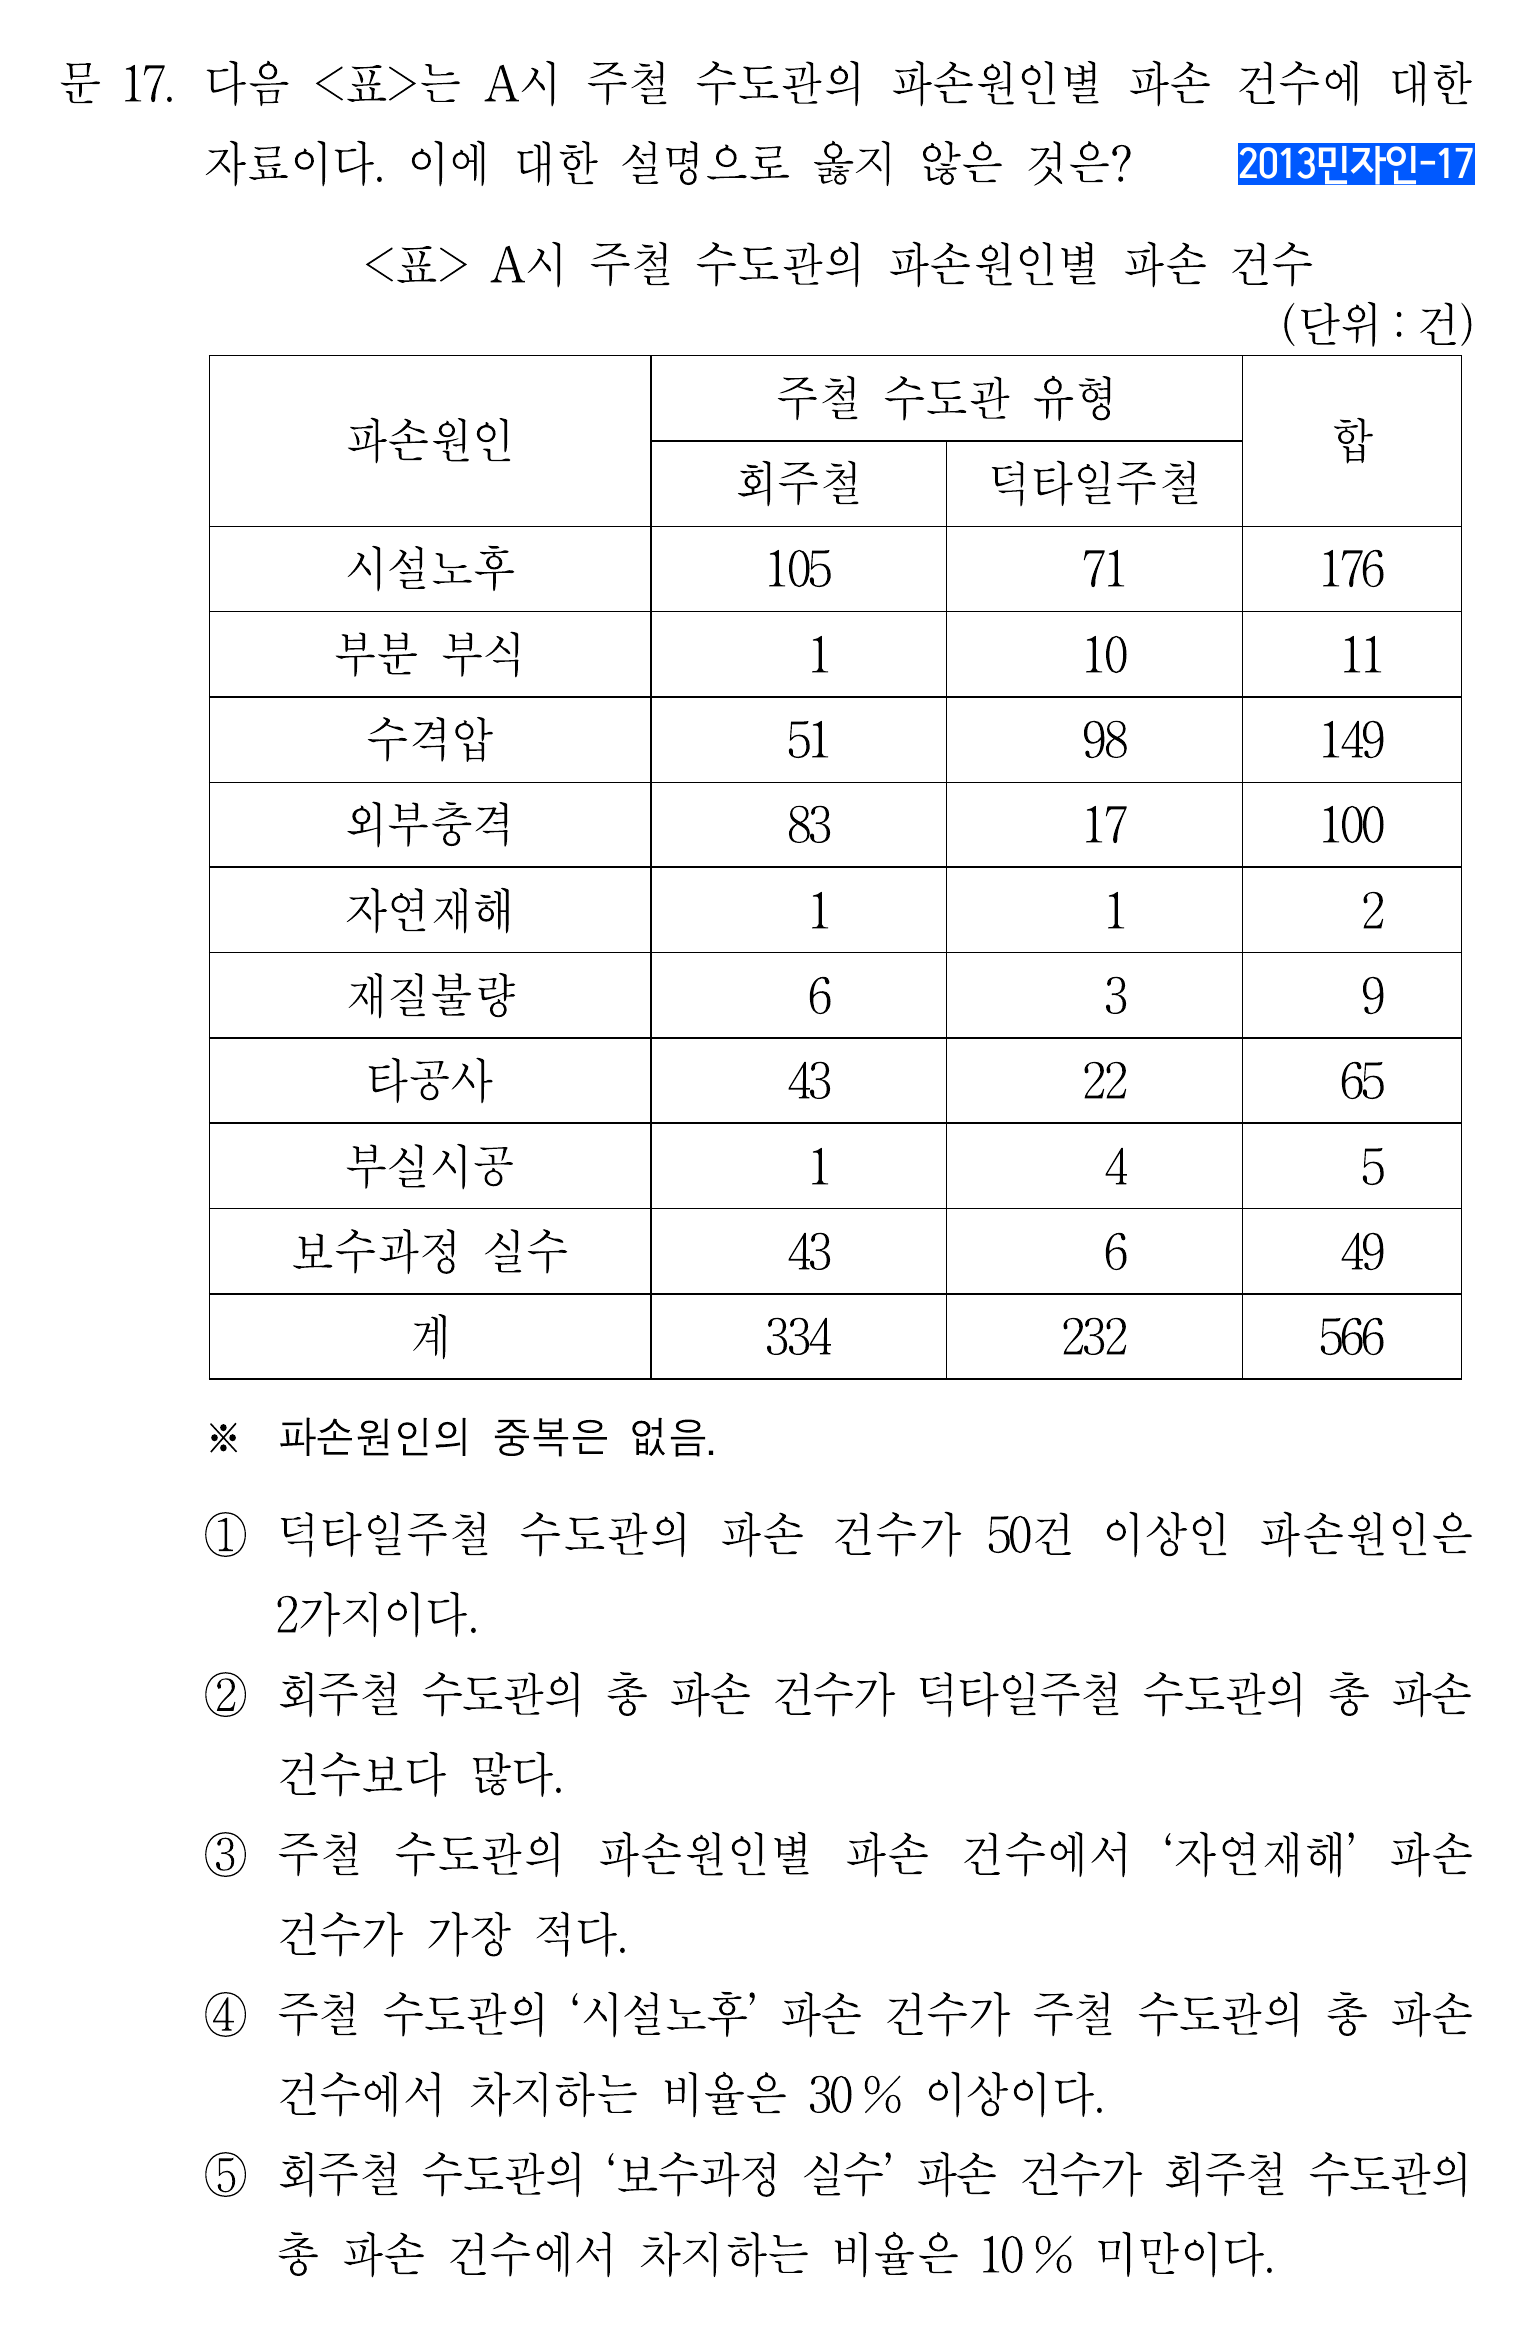 문 17. 다음 <표>는 A시 주철 수도관의 파손원인별 파손 건수에 대한
자료이다. 이에 대한 설명으로 옳지 않은 것은? 2013민자인-17
<표> A시 주철 수도관의 파손원인별 파손 건수
(단위 : 건)
파손원인 주철 수도관 유형 합
회주철 덕타일주철
시설노후 105 71 176
부분 부식 1 10 11
수격압 51 98 149
외부충격 83 17 100
자연재해 1 1 2
재질불량 6 3 9
타공사 43 22 65
부실시공 1 4 5
보수과정 실수 43 6 49
계 334 232 566
※ 파손원인의 중복은 없음.
① 덕타일주철 수도관의 파손 건수가 50건 이상인 파손원인은
2가지이다.
② 회주철 수도관의 총 파손 건수가 덕타일주철 수도관의 총 파손
건수보다 많다.
③ 주철 수도관의 파손원인별 파손 건수에서 ‘자연재해’ 파손
건수가 가장 적다.
④ 주철 수도관의 ‘시설노후’ 파손 건수가 주철 수도관의 총 파손
건수에서 차지하는 비율은 30 % 이상이다.
⑤ 회주철 수도관의 ‘보수과정 실수’ 파손 건수가 회주철 수도관의
총 파손 건수에서 차지하는 비율은 10 % 미만이다.